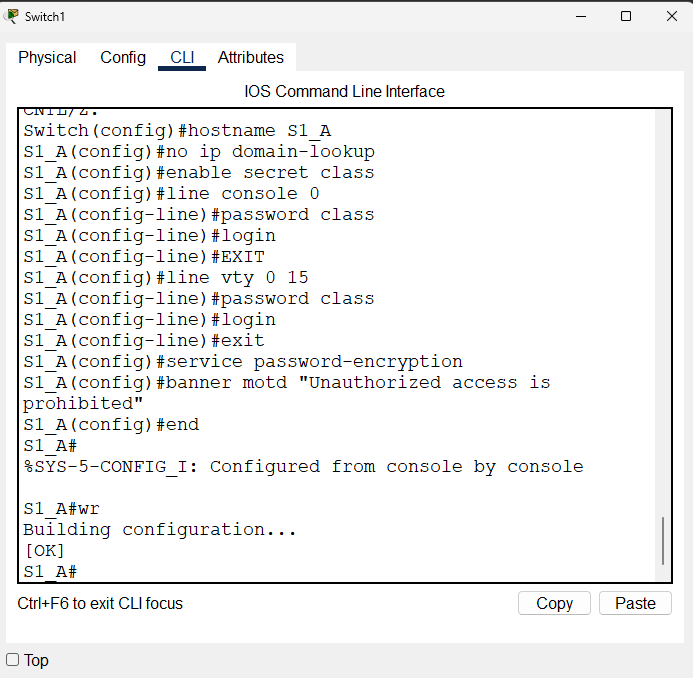 Switch1
Physical Config CLI Attributes
IOS Command Line Interface
CNTL/Z.
Switch(config)#hostname S1_A
S1_A(config)#no ip domain-lookup
S1_A(config)#enable secret class
S1_A(config)#line console 0
S1_A(config-line)#password class
S1_A(config-line)#login
S1_A(config-line)#EXIT
S1_A(config)#line vty 0 15
S1_A(config-line)#password class
S1_A(config-line)#login
S1_A(config-line)#exit
S1_A(config)#service password-encryption
S1_A(config)#banner motd "Unauthorized access is
prohibited"
S1_A(config)#end
S1_A#
%SYS-5-CONFIG_I: Configured from console by console
S1_A#wr
Building configuration...
[OK]
S1_A#
Ctrl+F6 to exit CLI focus
Copy Paste
Top